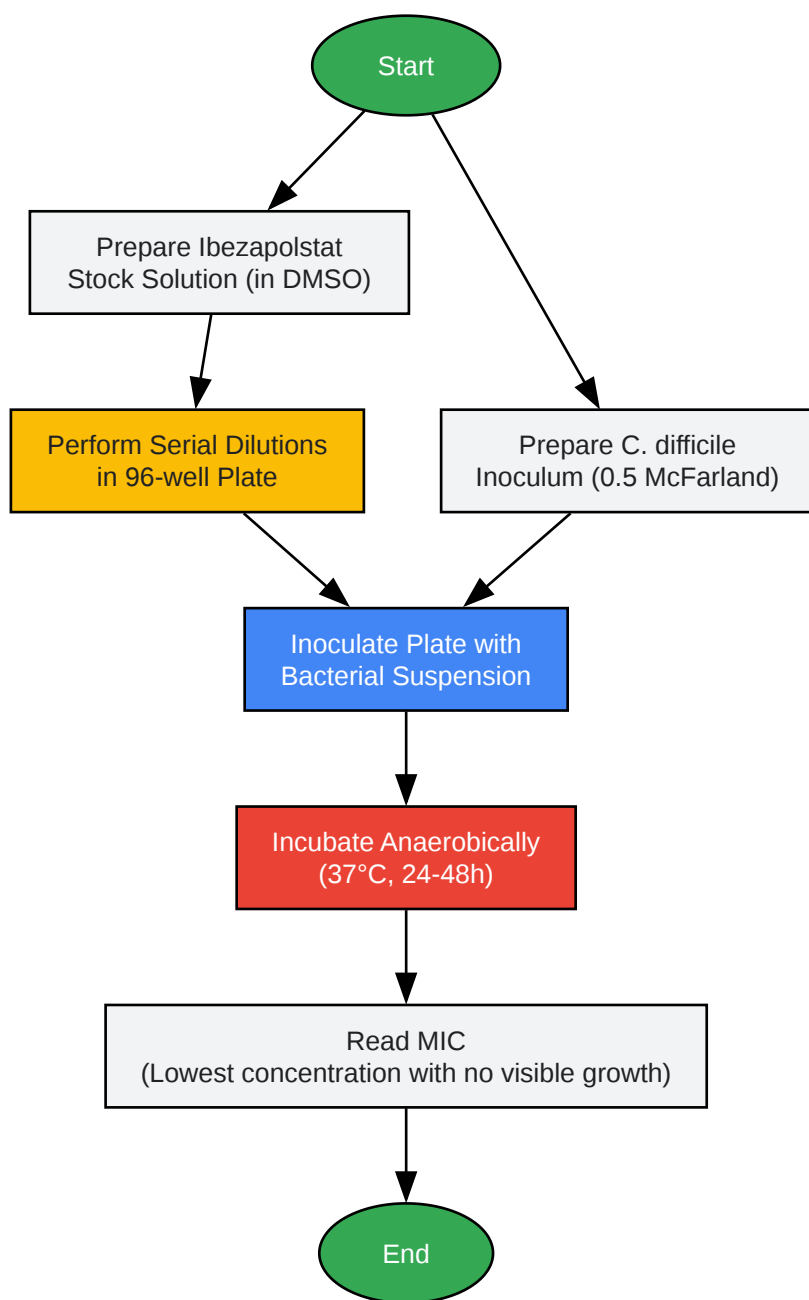 Start
Prepare Ibezapolstat
Stock Solution (in DMSO)
Perform Serial Dilutions
in 96-well Plate
Prepare C. difficile
Inoculum (0.5 McFarland)
Inoculate Plate with
Bacterial Suspension
Incubate Anaerobically
(37°C, 24-48h)
Read MIC
(Lowest concentration with no visible growth)
End